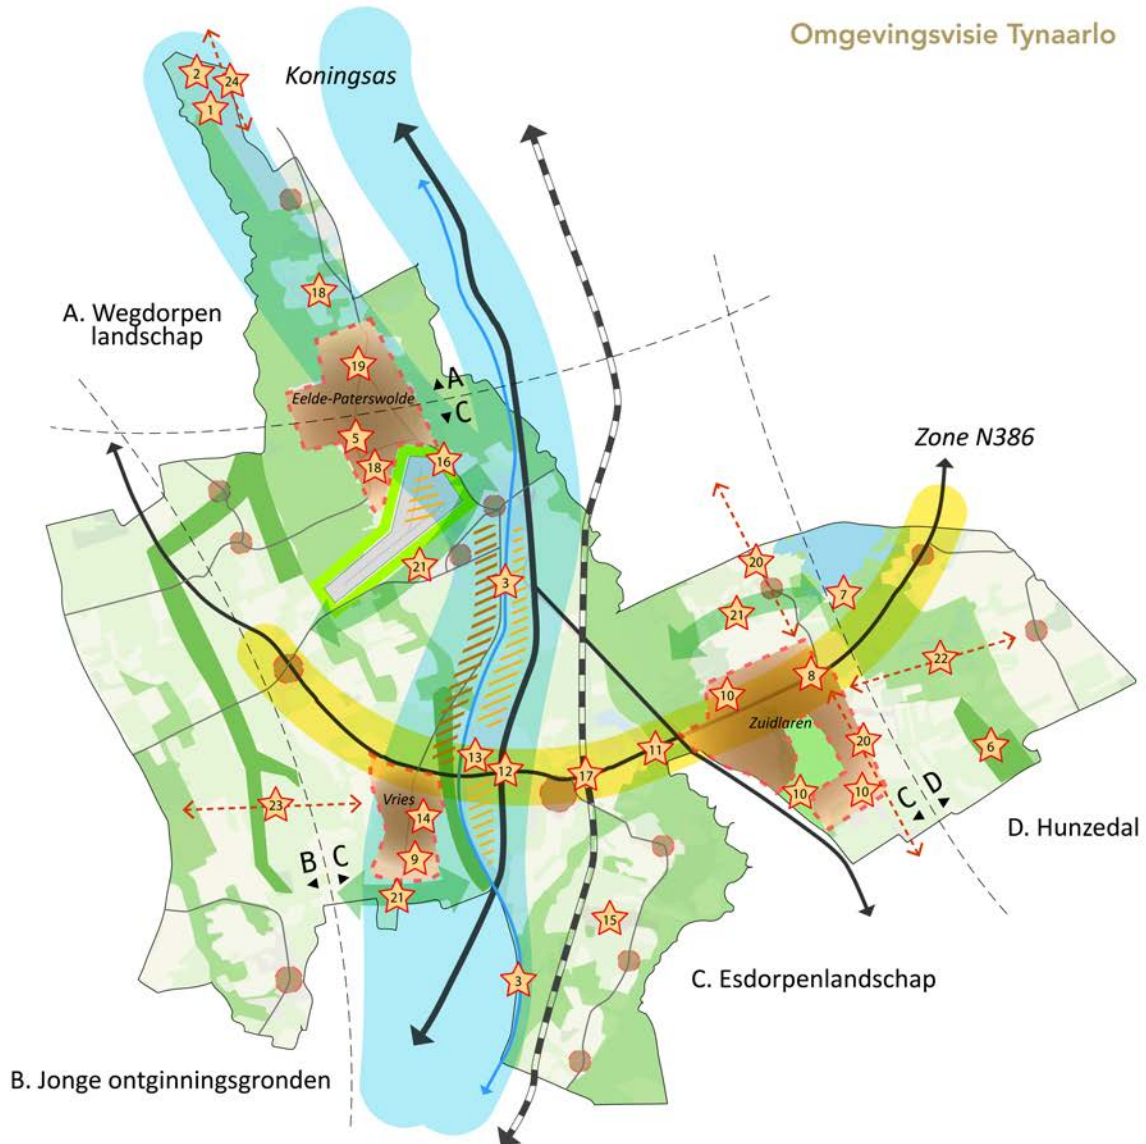 Omgevingsvisie Tynaarlo
Koningsas
2
24
1
18
A. Wegdorpen
landschap
19
Eelde-Paterswolde
A
C
5
18
16
Zone N386
21
3
20
7
21
22
8
10
Zuidlaren
20
6
13
12
17
11
10
10
C D
23
Vries
14
9
B C
21
D. Hunzedal
15
3
C. Esdorpenlandschap
B. Jonge ontginningsgronden